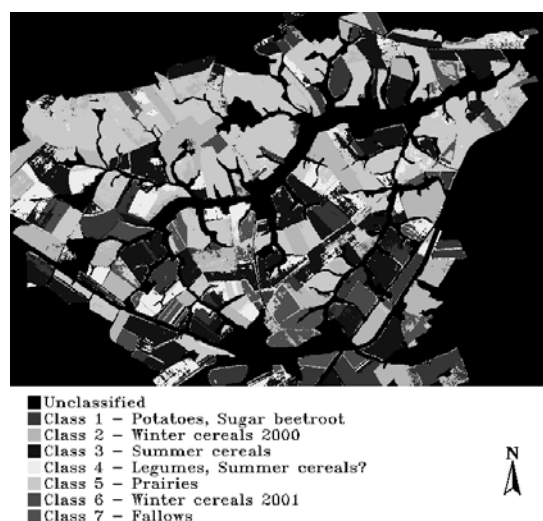 Unclassified
Class 1 - Potatoes, Sugar beetroot
Class 2 - Winter cereals 2000
Class 3 - Summer cereals
Class 4 - Legumes, Summer cereals?
Class 5 - Prairies
Class 6 - Winter cereals 2001
Class 7 - Fallows
N